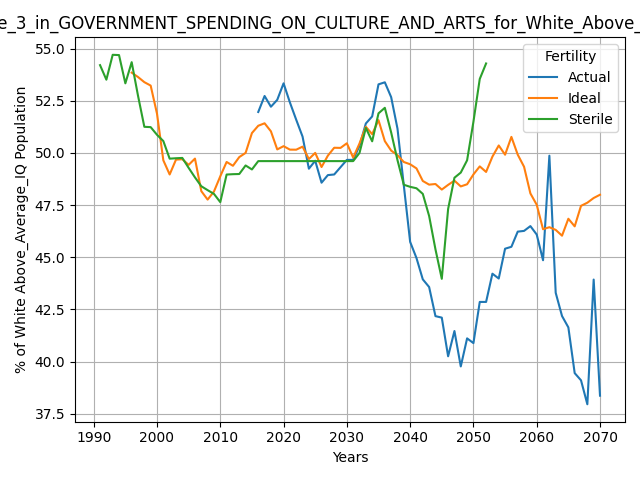 e_3_in_GOVERNMENT_SPENDING_ON_CULTURE_AND_ARTS_for_White_Above_
55.0
52.5
50.0
47.5
45.0
42.5
40.0
37.5
% of White Above_Average_IQ Population
Fertility
Actual
Ideal
Sterile
1990 2000 2010 2020 2030 2040 2050 2060 2070
Years